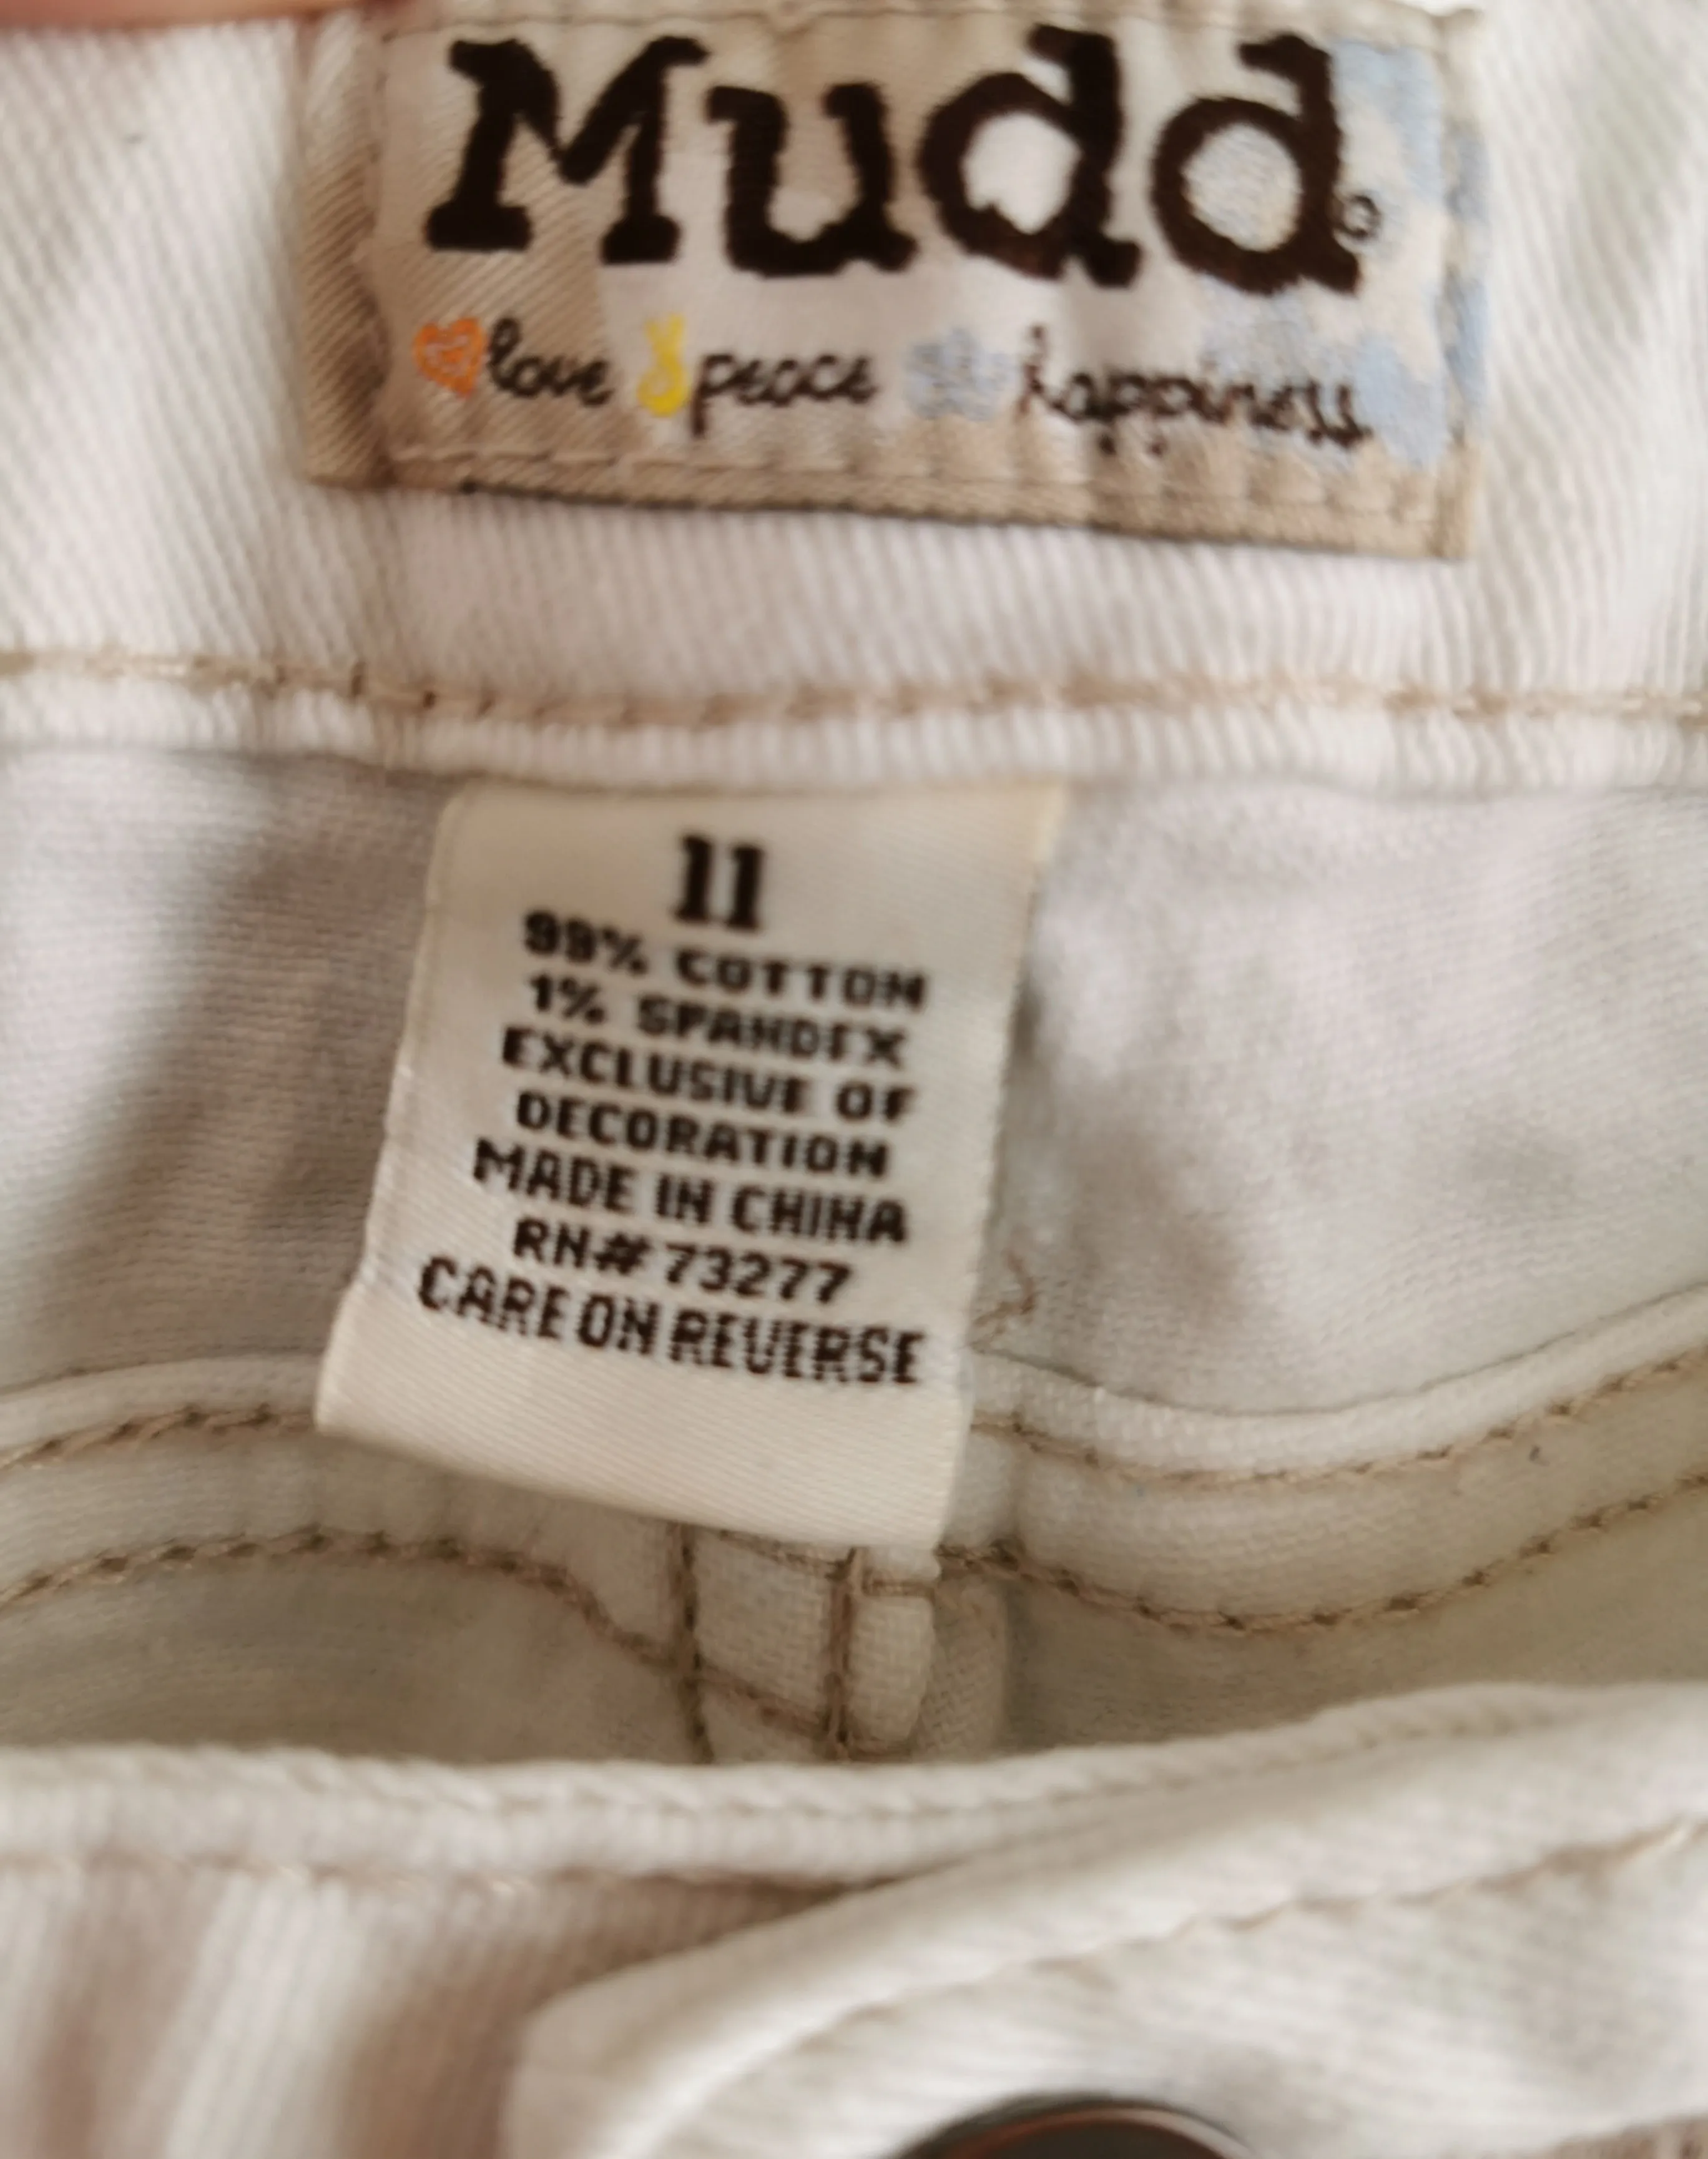 Mudd
love peace happiness
11
99% COTTON
1% SPANDEX
EXCLUSIVE OF
DECORATION
MADE IN CHINA
RN# 73277
CARE ON REVERSE